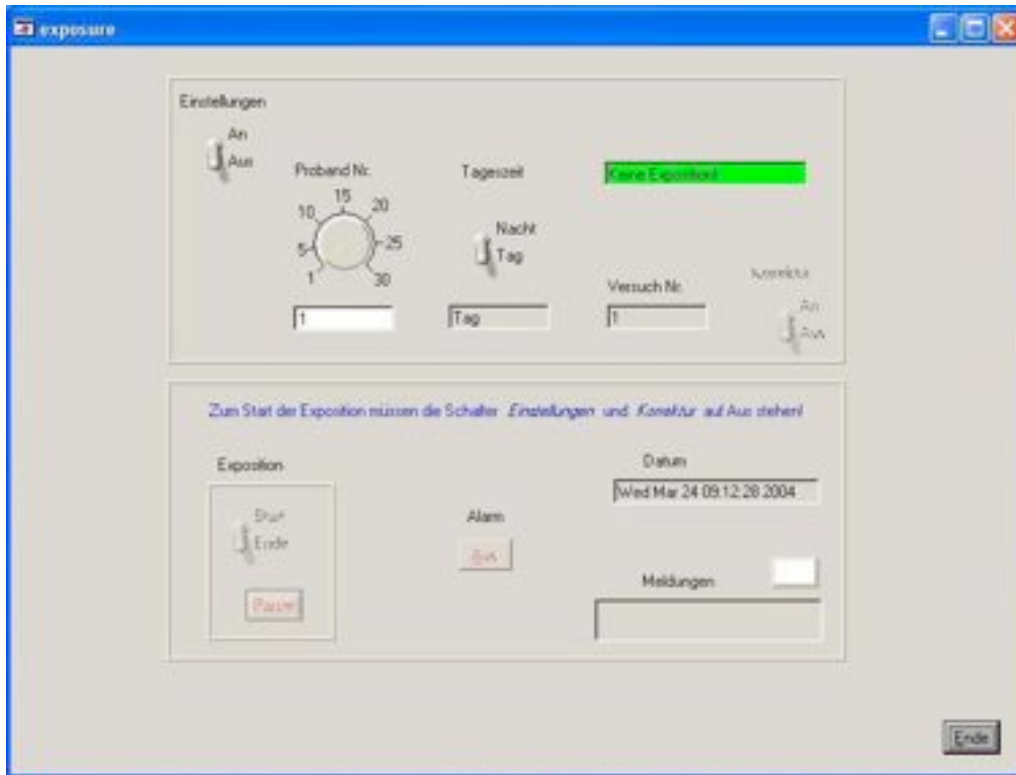 exposure
Einstellungen
An
Aus
Proband Nr.
1
5
10
15
20
25
30
1
Tageszeit
Nacht
Tag
Tag
Keine Exposition!
Versuch Nr.
1
Korrektur
An
Aus
Zum Start der Exposition müssen die Schalter Einstellungen und Korrektur auf Aus stehen!
Exposition
Start
Ende
Pause
Alarm
Aus
Datum
Wed Mar 24 09:12:28 2004
Meldungen
Ende